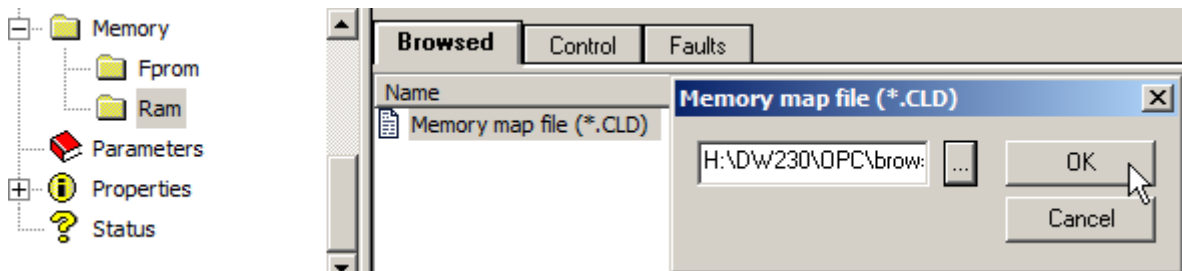 Memory
Fprom
Ram
Parameters
Properties
Status
Browsed Control Faults
Name
Memory map file (*.CLD)
Memory map file (*.CLD)
H:\DW230\OPC\brow
...
OK
Cancel